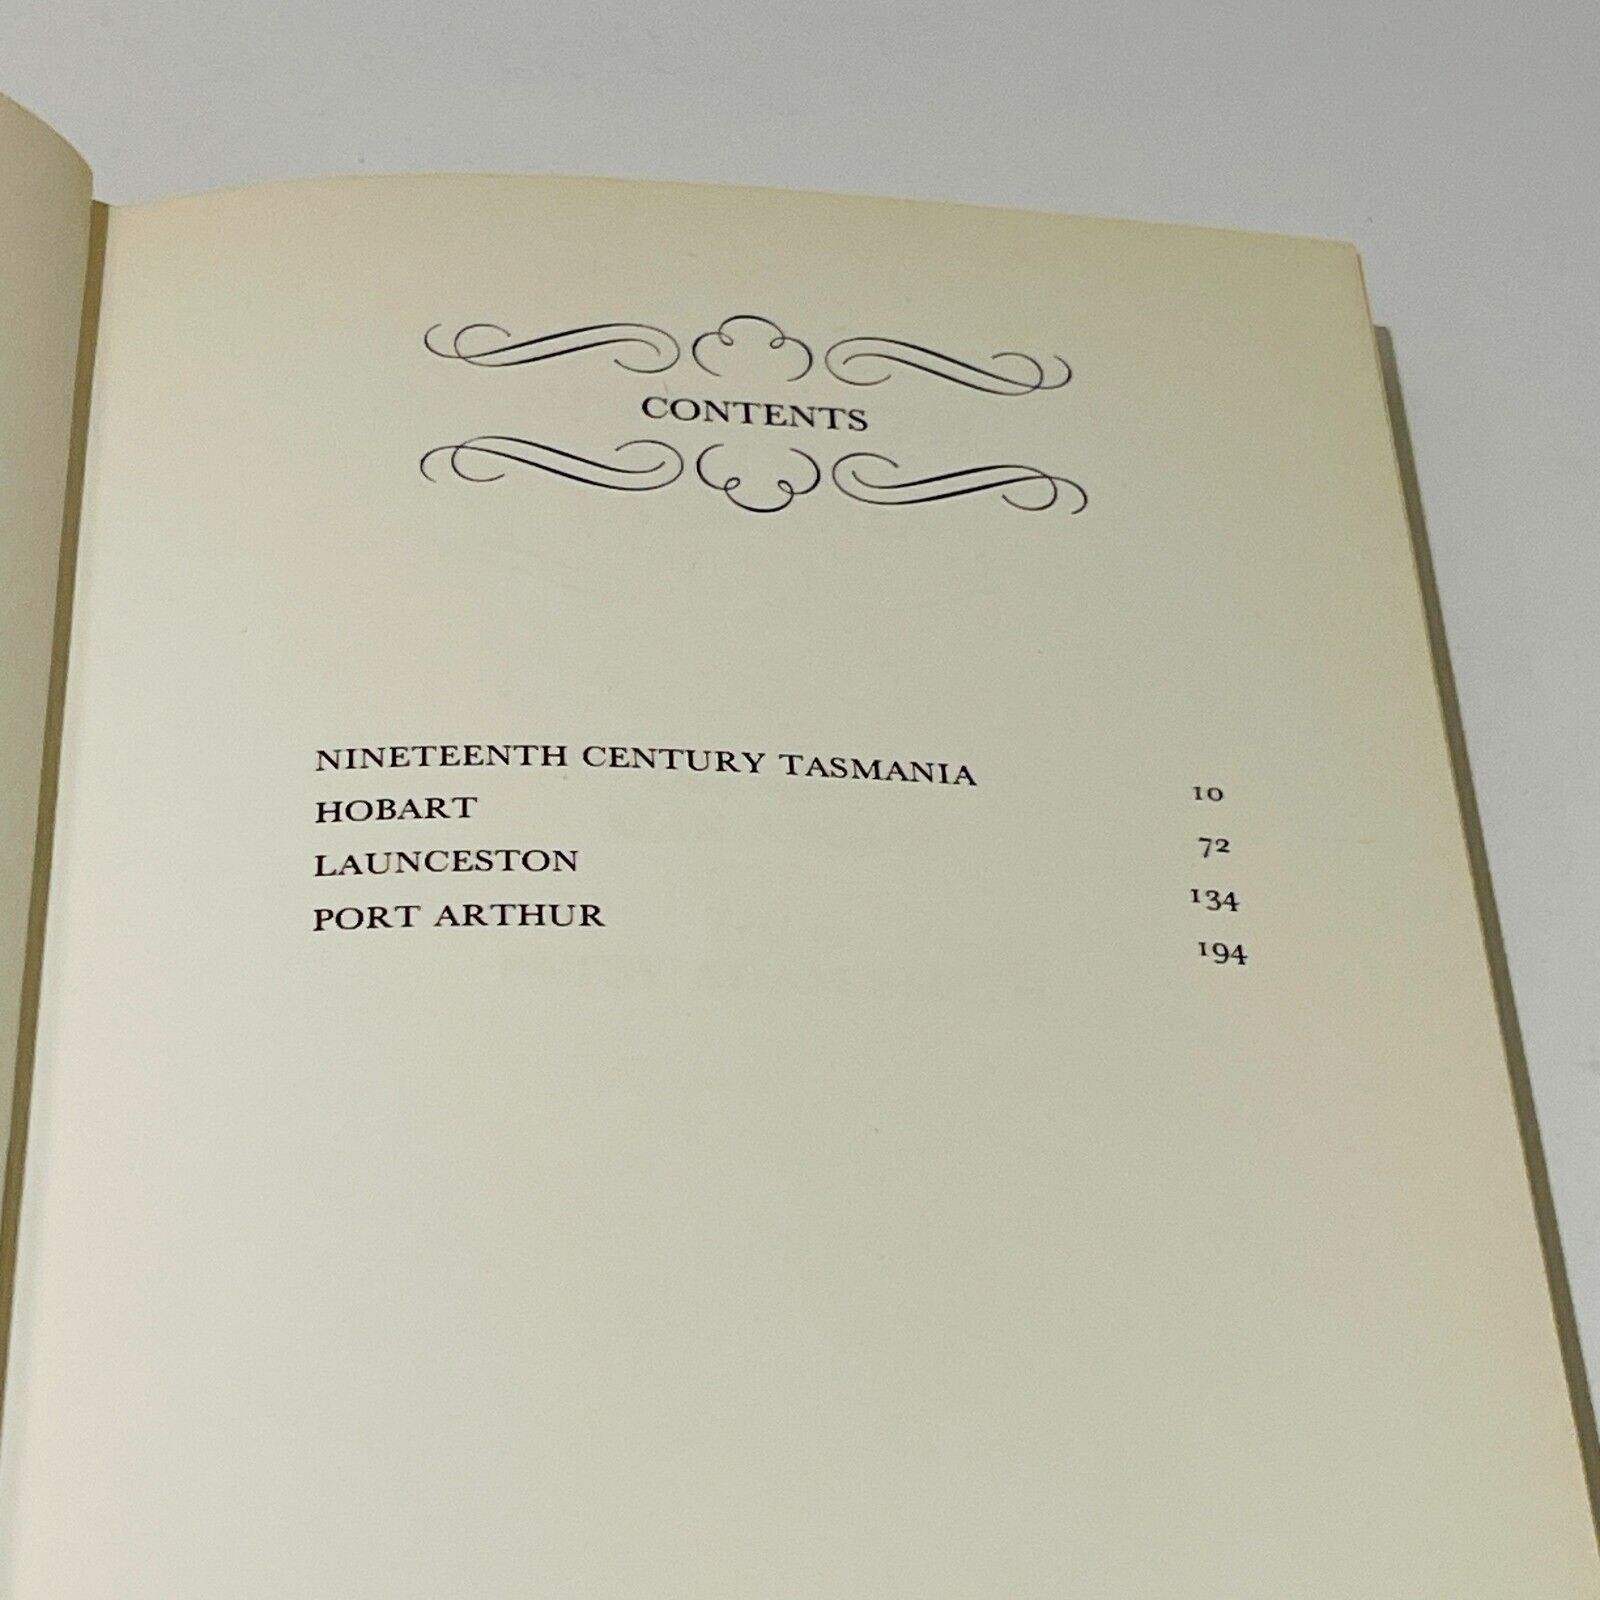 CONTENTS
NINETEENTH CENTURY TASMANIA 10
HOBART 72
LAUNCESTON 134
PORT ARTHUR 194